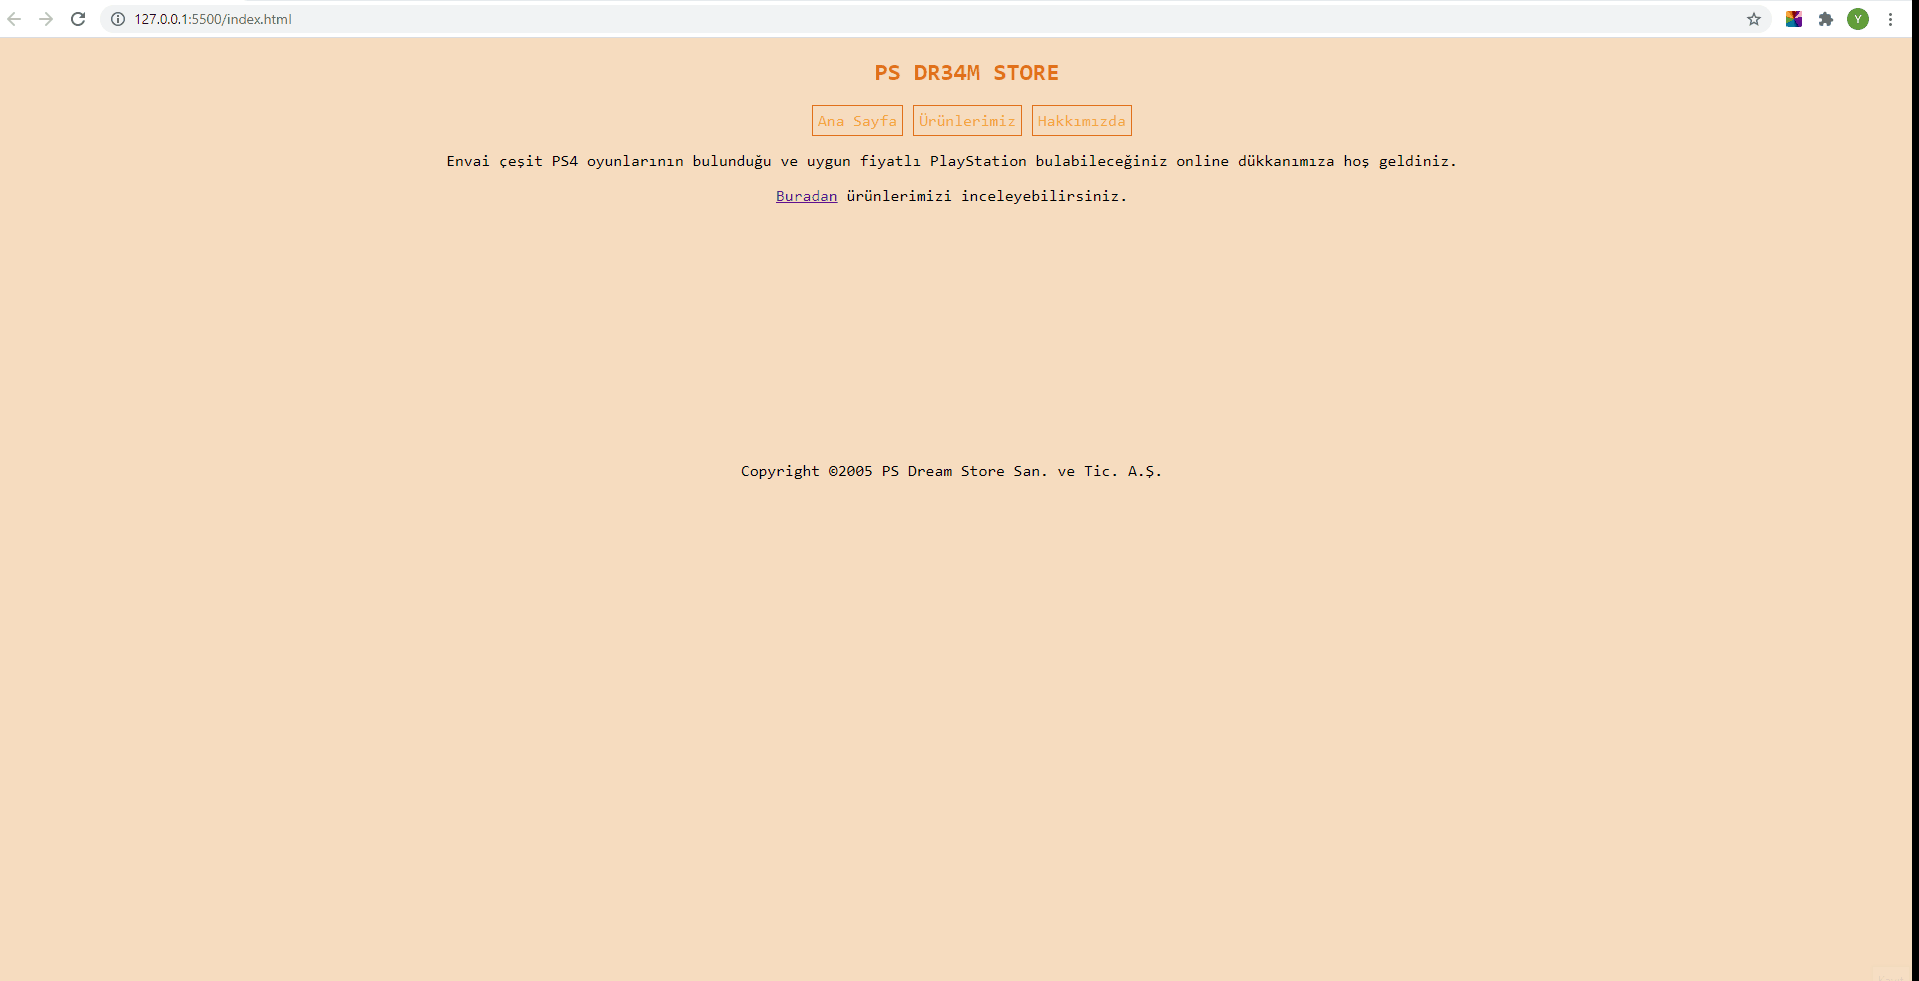 127.0.0.1:5500/index.html
Y
PS DR34M STORE
Ana Sayfa Ürünlerimiz Hakkımızda
Envai çeşit PS4 oyunlarının bulunduğu ve uygun fiyatlı PlayStation bulabileceğiniz online dükkanımıza hoş geldiniz.
Buradan ürünlerimizi inceleyebilirsiniz.
Copyright ©2005 PS Dream Store San. ve Tic. A.Ş.